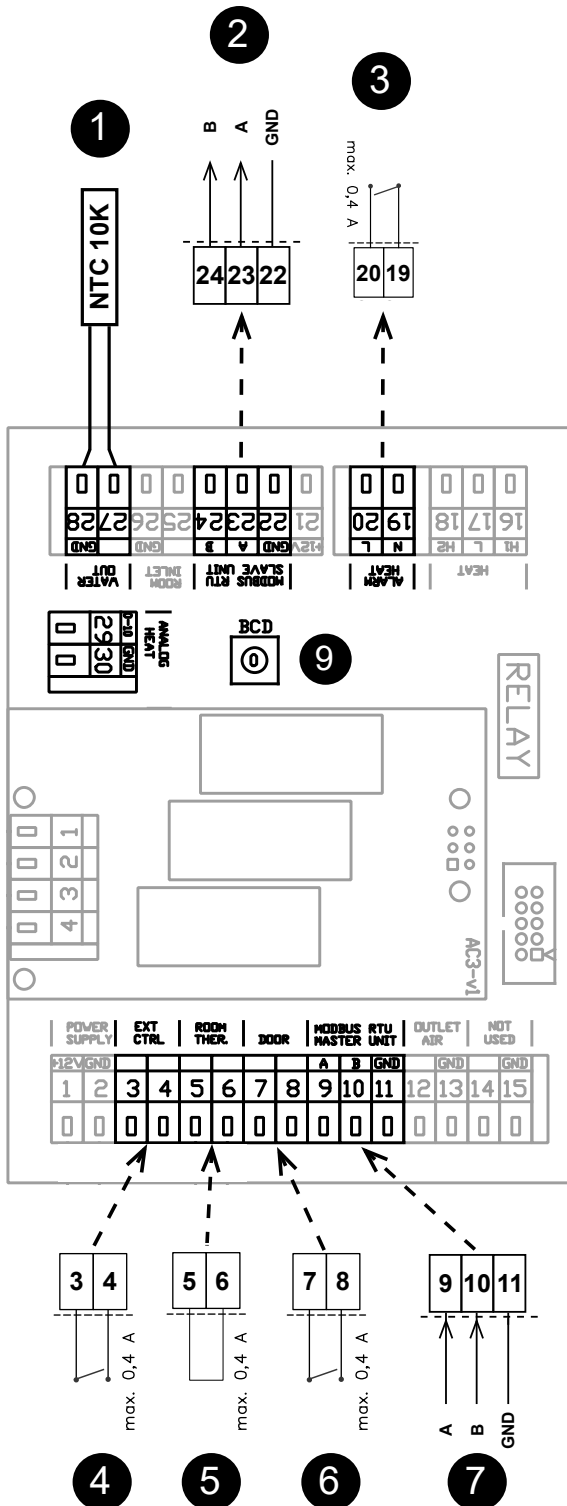 2
3
1
B
A
GND
max. 0,4 A
NTC 10K
24 23 22
20 19
28 27 26 25 24 23 22 21
20 19 18 17 16
GND
GND
B
A
GND
+12V
L
N
H2
L
H1
WATER
OUT
ROOM
INLET
MODBUS RTU
SLAVE UNIT
ALARM
HEAT
HEAT
29 30
0-10
GND
ANALOG
HEAT
BCD
0
9
RELAY
1
2
3
4
AC3-v1
POWER
SUPPLY
EXT
CTRL.
ROOM
THER.
DOOR
MODBUS RTU
MASTER UNIT
OUTLET
AIR
NOT
USED
+12V GND A B GND GND GND
1 2 3 4 5 6 7 8 9 10 11 12 13 14 15
3 4
5 6
7 8
9 10 11
max. 0,4 A
max. 0,4 A
max. 0,4 A
A
B
GND
4
5
6
7